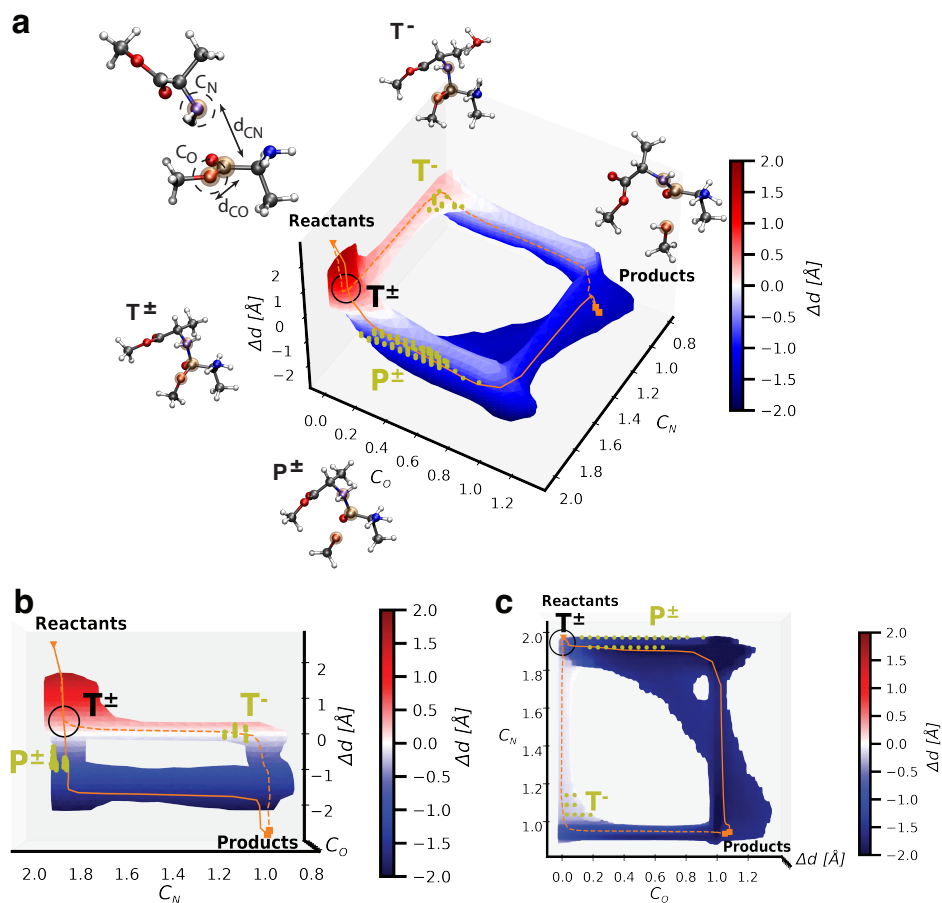 a
T-
C_N
d_CN
C_O
d_CO
T-
Reactants
Products
T±
T±
P±
P±
Δd [Å]
2
1
0
−1
−2
0.0
0.2
0.4
0.6
0.8
1.0
1.2
C_O
0.8
1.0
1.2
1.4
1.6
1.8
2.0
C_N
2.0
1.5
1.0
0.5
0.0
−0.5
−1.0
−1.5
−2.0
Δd [Å]
b
Reactants
T±
T-
P±
Products
2
1
0
−1
−2
Δd [Å]
C_O
2.0
1.8
1.6
1.4
1.2
1.0
0.8
C_N
2.0
1.5
1.0
0.5
0.0
−0.5
−1.0
−1.5
−2.0
Δd [Å]
c
Reactants
T±
P±
T-
Products
2.0
1.8
1.6
1.4
1.2
1.0
C_N
0.0
0.2
0.4
0.6
0.8
1.0
1.2
C_O
Δd [Å]
2.0
1.5
1.0
0.5
0.0
−0.5
−1.0
−1.5
−2.0
Δd [Å]